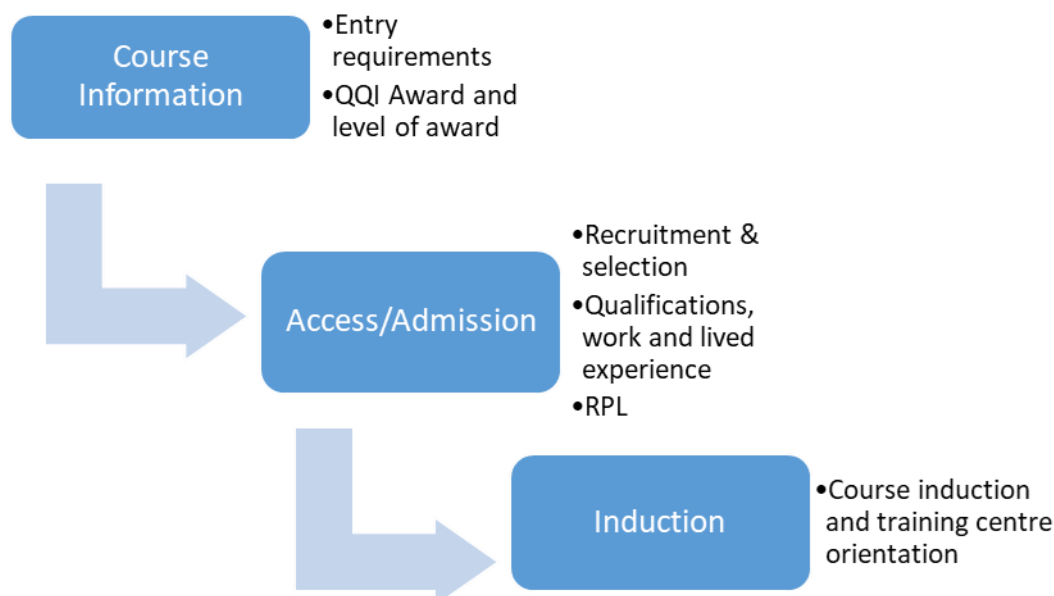 Course
Information
•Entry
requirements
•QQI Award and
level of award
Access/Admission
•Recruitment &
selection
•Qualifications,
work and lived
experience
•RPL
Induction
•Course induction
and training centre
orientation